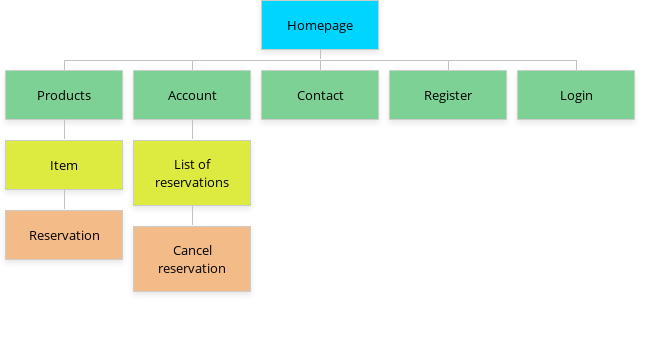 Homepage
Products
Account
Contact
Register
Login
Item
List of
reservations
Reservation
Cancel
reservation